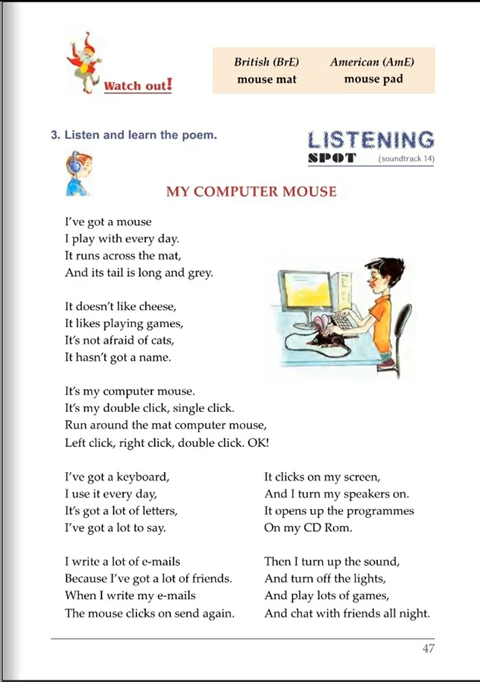 Watch out!
British (BrE)
mouse mat
American (AmE)
mouse pad
3. Listen and learn the poem.
LISTENING
SPOT (soundtrack 14)
MY COMPUTER MOUSE
I've got a mouse
I play with every day.
It runs across the mat,
And its tail is long and grey.
It doesn't like cheese,
It likes playing games,
It's not afraid of cats,
It hasn't got a name.
It's my computer mouse.
It's my double click, single click.
Run around the mat computer mouse,
Left click, right click, double click. OK!
I've got a keyboard,
I use it every day,
It's got a lot of letters,
I've got a lot to say.
I write a lot of e-mails
Because I've got a lot of friends.
When I write my e-mails
The mouse clicks on send again.
It clicks on my screen,
And I turn my speakers on.
It opens up the programmes
On my CD Rom.
Then I turn up the sound,
And turn off the lights,
And play lots of games,
And chat with friends all night.
47